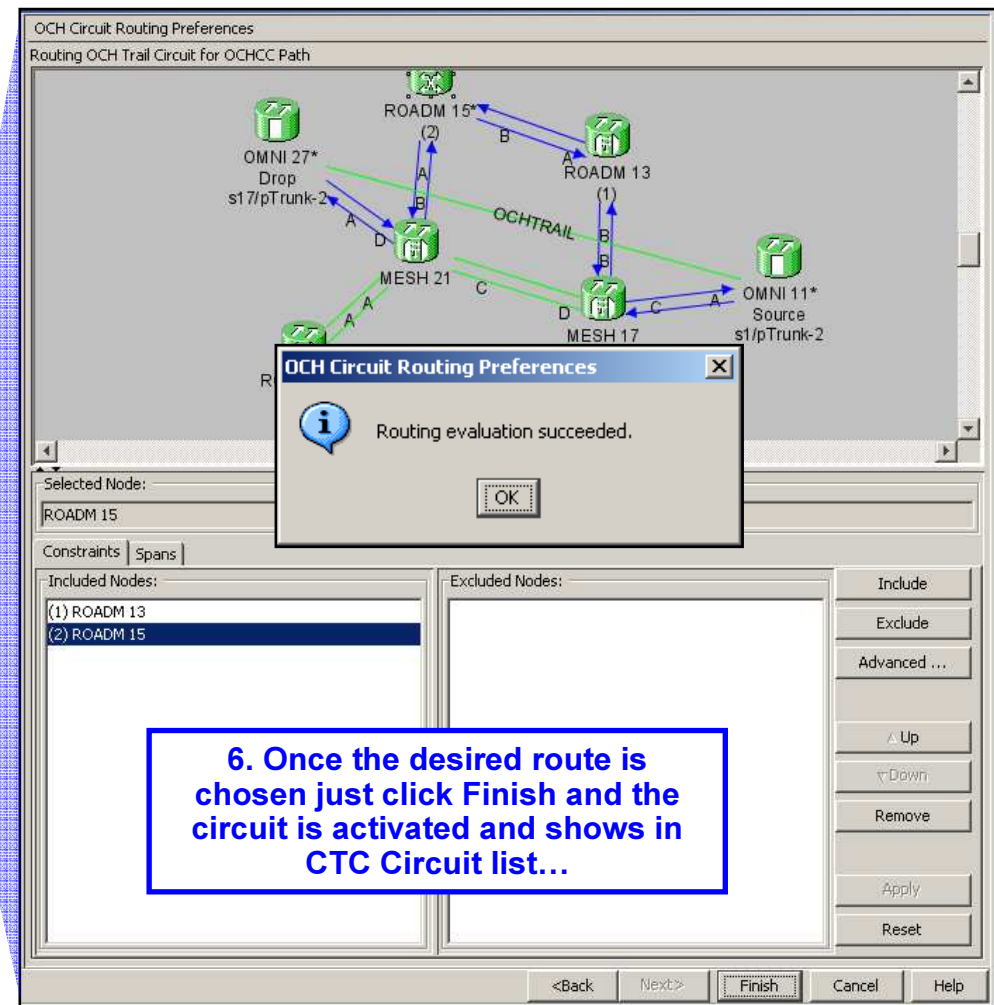 OCH Circuit Routing Preferences
Routing OCH Trail Circuit for OCHCC Path
ROADM 15*
(2)
OMNI 27*
Drop
s17/pTrunk-2
B
A
ROADM 13
(1)
A
B
A
D
OCHTRAIL
B
B
MESH 21
C
D
MESH 17
C
A
OMNI 11*
Source
s1/pTrunk-2
A
A
R
OCH Circuit Routing Preferences
Routing evaluation succeeded.
OK
Selected Node:
ROADM 15
Constraints
Spans
Included Nodes:
(1) ROADM 13
(2) ROADM 15
Excluded Nodes:
Include
Exclude
Advanced ...
Up
Down
Remove
Apply
Reset
6. Once the desired route is
chosen just click Finish and the
circuit is activated and shows in
CTC Circuit list…
<Back
Next>
Finish
Cancel
Help